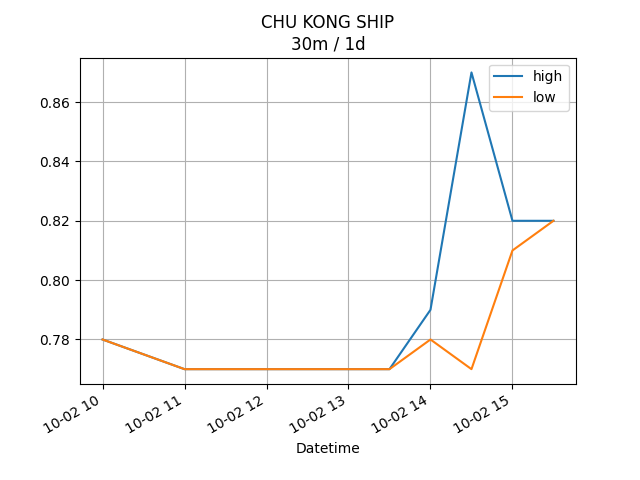 CHU KONG SHIP
30m / 1d
high
low
0.86
0.84
0.82
0.80
0.78
10-02 10
10-02 11
10-02 12
10-02 13
10-02 14
10-02 15
Datetime